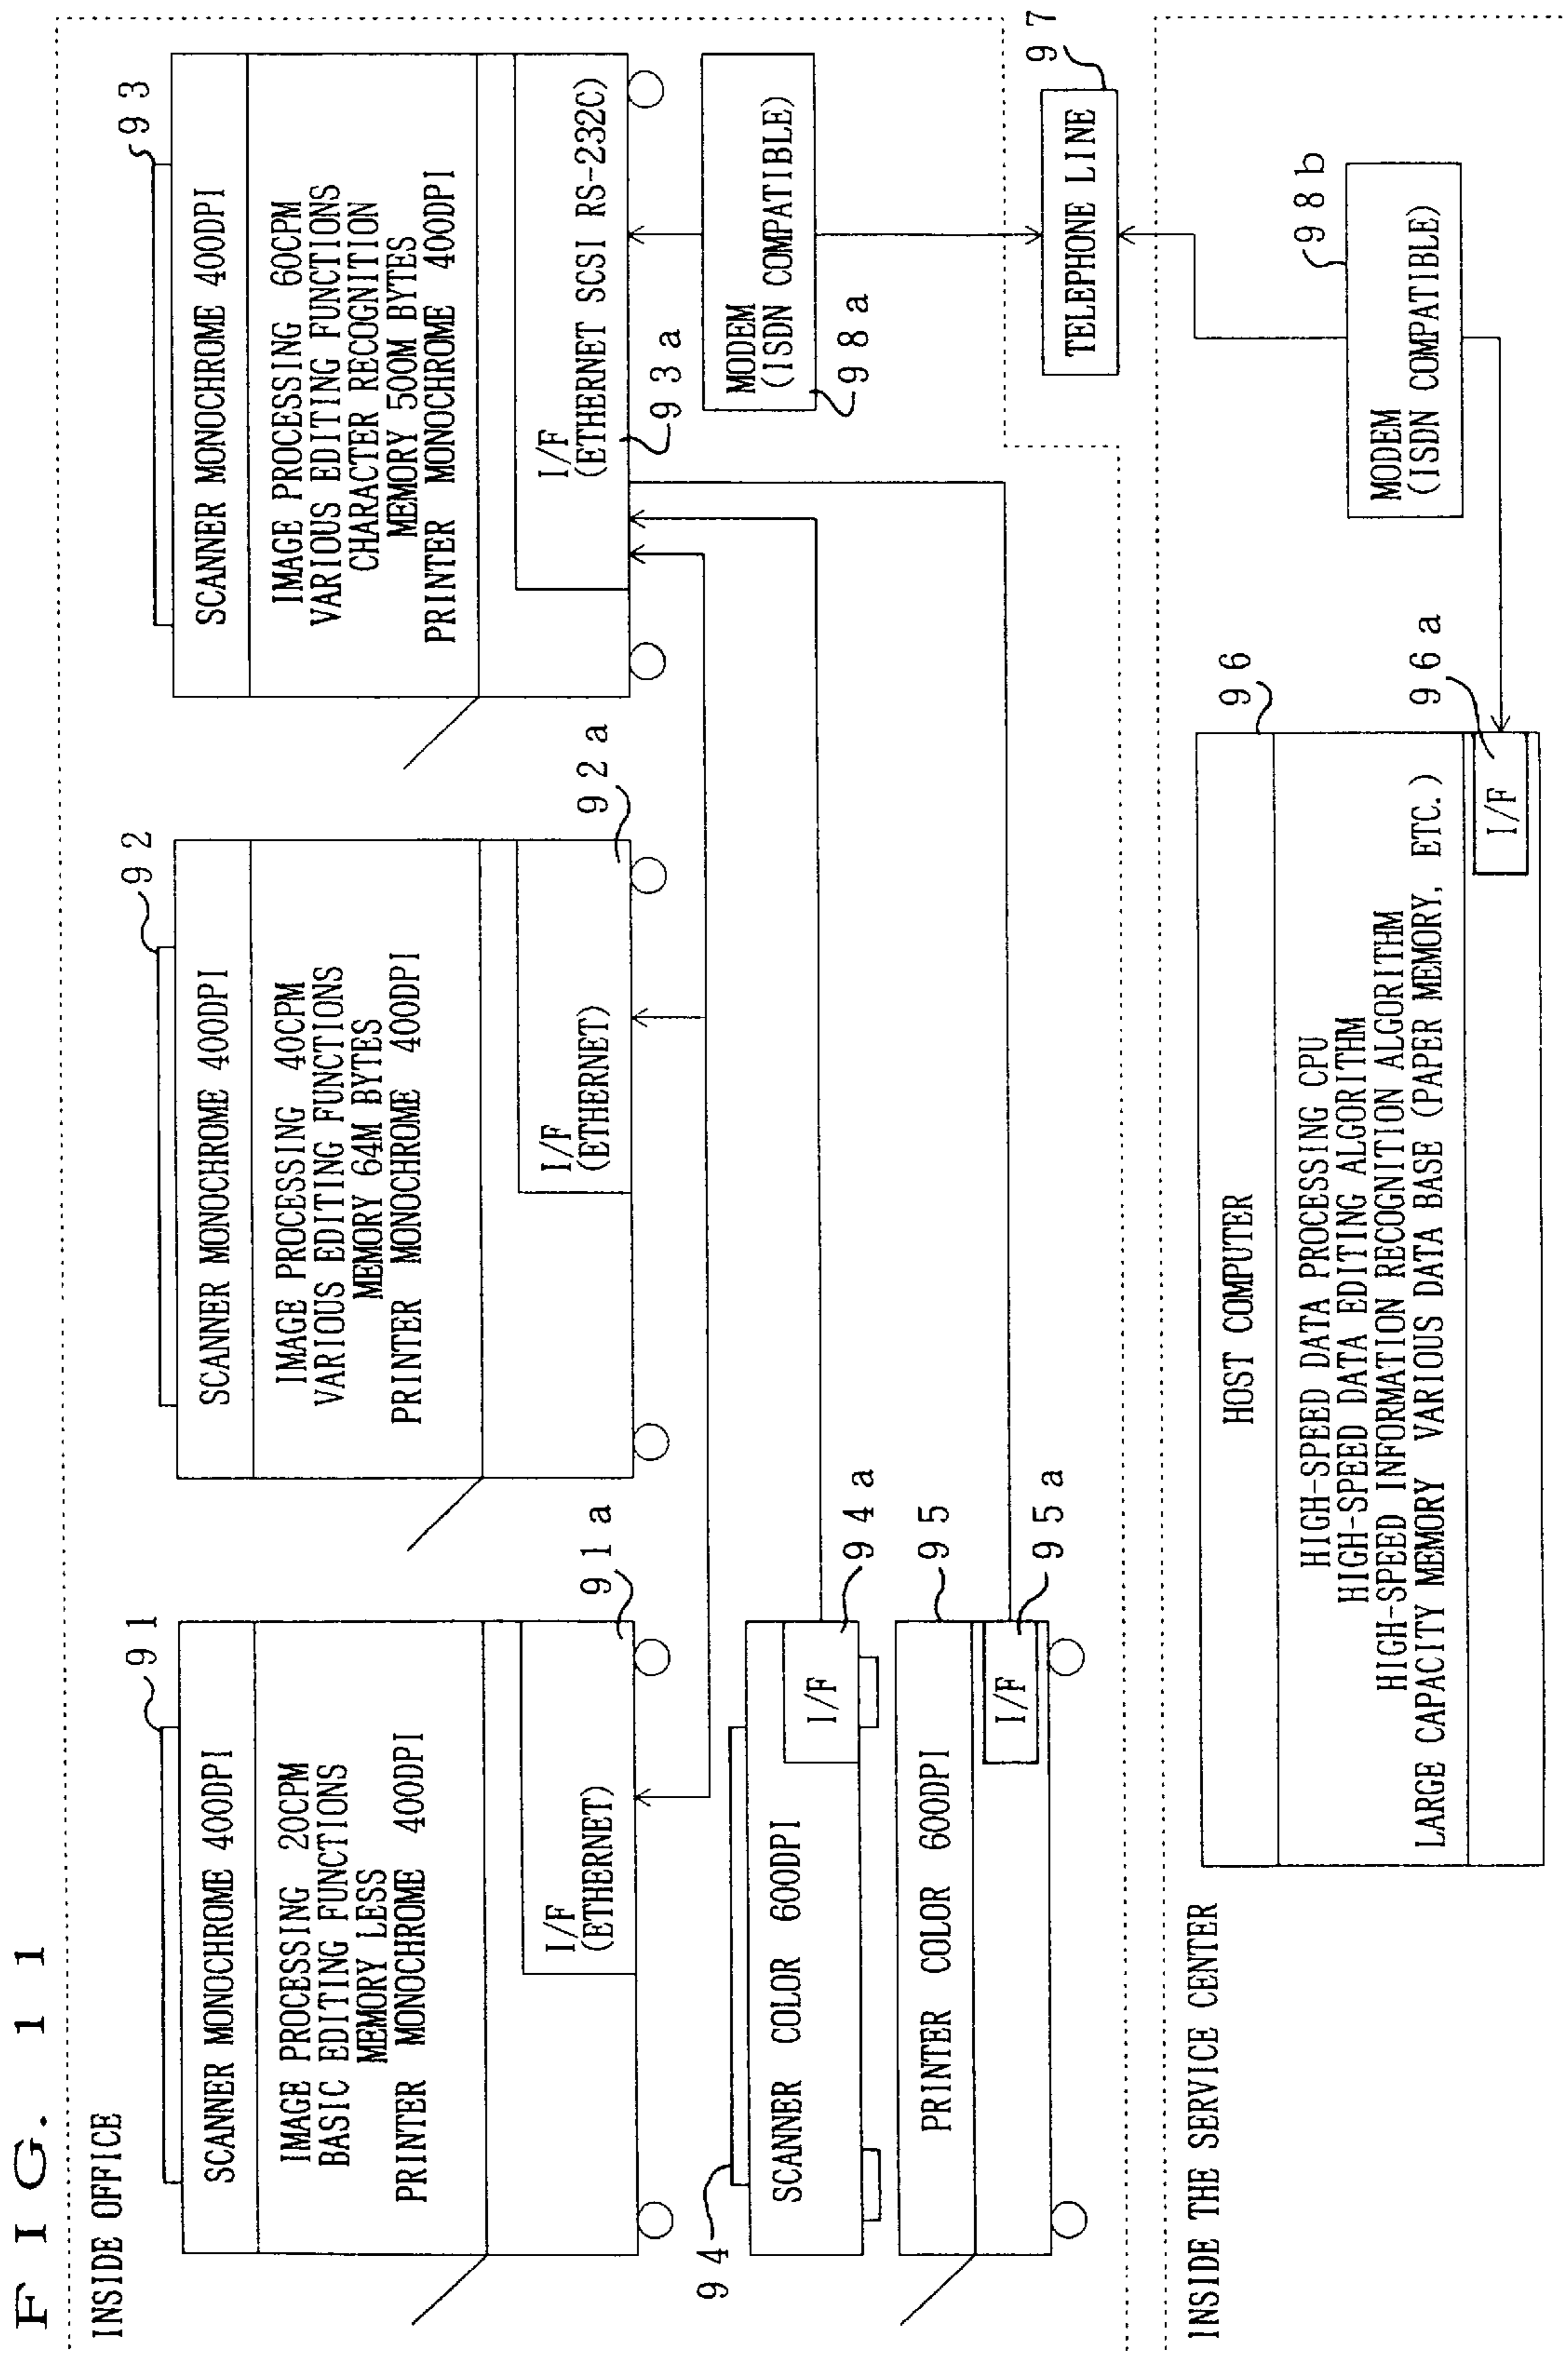 FIG. 11
INSIDE OFFICE
91
SCANNER MONOCHROME 400DPI
IMAGE PROCESSING 20CPM
BASIC EDITING FUNCTIONS
MEMORY LESS
PRINTER MONOCHROME 400DPI
I/F
(ETHERNET)
91a
92
SCANNER MONOCHROME 400DPI
IMAGE PROCESSING 40CPM
VARIOUS EDITING FUNCTIONS
MEMORY 64M BYTES
PRINTER MONOCHROME 400DPI
I/F
(ETHERNET)
92a
93
SCANNER MONOCHROME 400DPI
IMAGE PROCESSING 60CPM
VARIOUS EDITING FUNCTIONS
CHARACTER RECOGNITION
MEMORY 500M BYTES
PRINTER MONOCHROME 400DPI
I/F
(ETHERNET SCSI RS-232C)
93a
94
SCANNER COLOR 600DPI
I/F
94a
PRINTER COLOR 600DPI
95
I/F
95a
MODEM
(ISDN COMPATIBLE)
98a
TELEPHONE LINE
97
INSIDE THE SERVICE CENTER
HOST COMPUTER
96
HIGH-SPEED DATA PROCESSING CPU
HIGH-SPEED DATA EDITING ALGORITHM
HIGH-SPEED INFORMATION RECOGNITION ALGORITHM
LARGE CAPACITY MEMORY VARIOUS DATA BASE (PAPER MEMORY, ETC.)
I/F
96a
MODEM
(ISDN COMPATIBLE)
98b